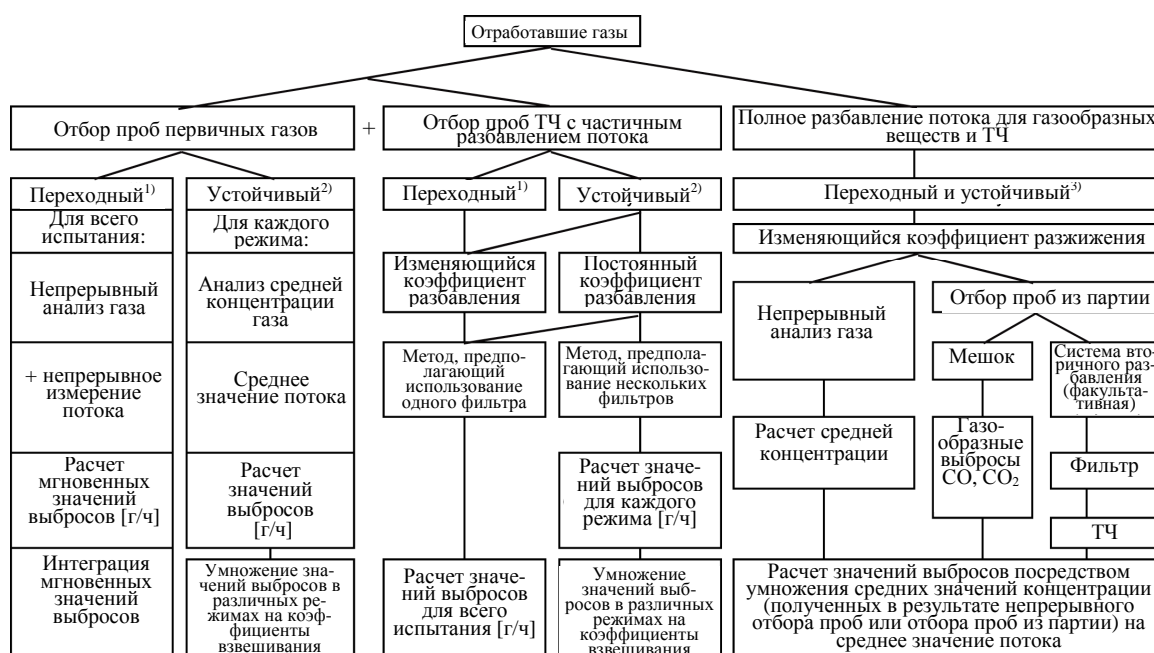 Отработавшие газы
Отбор проб первичных газов
+
Отбор проб ТЧ с частичным
разбавлением потока
Полное разбавление потока для газообразных
веществ и ТЧ
Переходный1)
Устойчивый2)
Для всего
испытания:
Для каждого
режима:
Непрерывный
анализ газа
Анализ средней
концентрации
газа
+ непрерывное
измерение
потока
Среднее
значение потока
Расчет
мгновенных
значений
выбросов [г/ч]
Расчет
значений
выбросов
[г/ч]
Интеграция
мгновенных
значений
выбросов
Умножение зна-
чений выбросов в
различных ре-
жимах на коэф-
фициенты
взвешивания
Переходный1)
Устойчивый2)
Изменяющийся
коэффициент
разбавления
Постоянный
коэффициент
разбавления
Метод, предпо-
лагающий
использование
одного фильтра
Метод, предпола-
гающий использо-
вание нескольких
фильтров
Расчет значе-
ний выбросов
для каждого
режима [г/ч]
Расчет значе-
ний выбросов
для всего
испытания [г/ч]
Умножение
значений выб-
росов в различных
режимах на
коэффициенты
взвешивания
Переходный и устойчивый3)
Изменяющийся коэффициент разжижения
Непрерывный
анализ газа
Отбор проб из партии
Мешок
Система вто-
ричного раз-
бавления
(факульта-
тивная)
Расчет средней
концентрации
Газо-
образные
выбросы
CO, CO₂
Фильтр
ТЧ
Расчет значений выбросов посредством
умножения средних значений концентрации
(полученных в результате непрерывного
отбора проб или отбора проб из партии) на
среднее значение потока